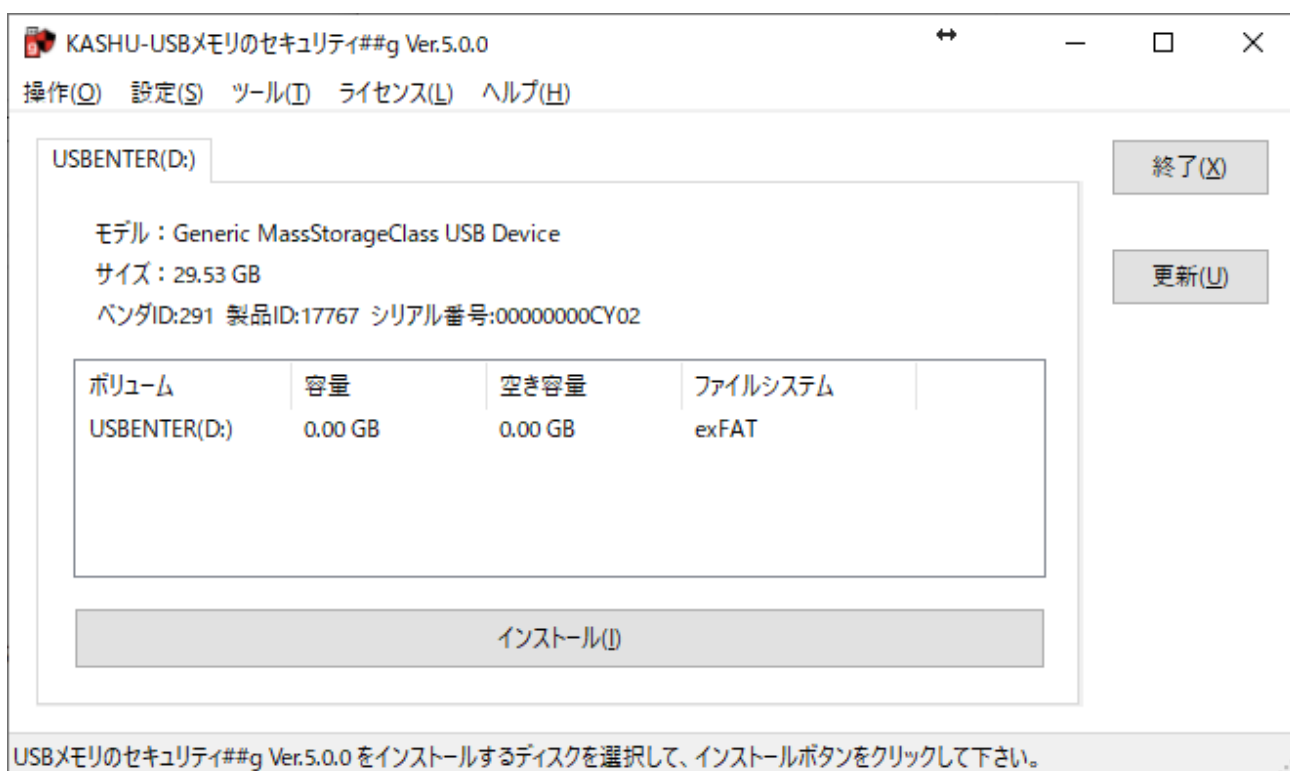 KASHU-USBメモリのセキュリティ##g Ver.5.0.0
操作(O) 設定(S) ツール(T) ライセンス(L) ヘルプ(H)
USBENTER(D:)
終了(X)
モデル：Generic MassStorageClass USB Device
サイズ：29.53 GB
更新(U)
ベンダID:291 製品ID:17767 シリアル番号:00000000CY02
ボリューム 容量 空き容量 ファイルシステム
USBENTER(D:) 0.00 GB 0.00 GB exFAT
インストール(I)
USBメモリのセキュリティ##g Ver.5.0.0 をインストールするディスクを選択して、インストールボタンをクリックして下さい。